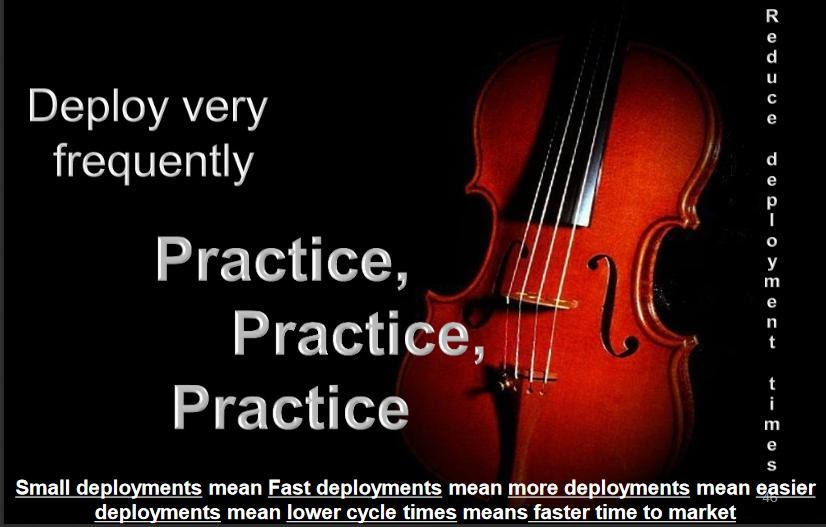 Deploy very
frequently
Practice,
Practice,
Practice
Reduce deployment times
Small deployments mean Fast deployments mean more deployments mean easier
deployments mean lower cycle times means faster time to market
46